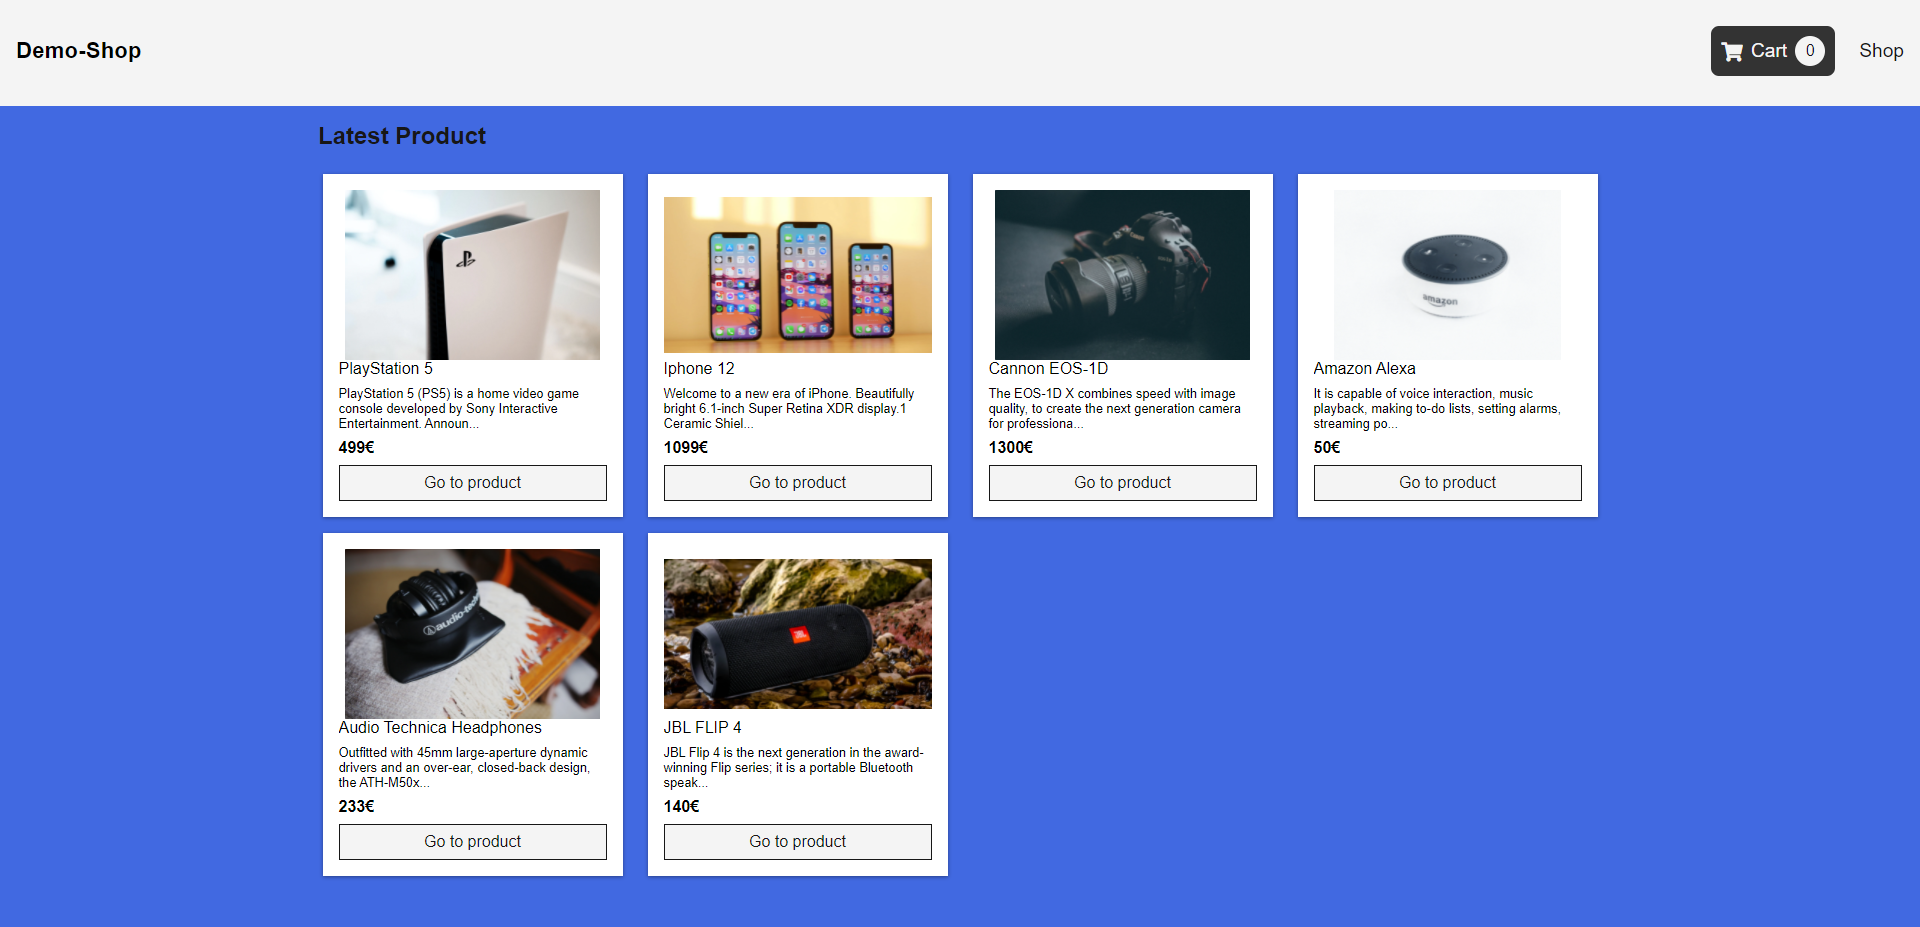 Demo-Shop
Cart 0
Shop
Latest Product
PlayStation 5
PlayStation 5 (PS5) is a home video game
console developed by Sony Interactive
Entertainment. Announ...
499€
Go to product
Iphone 12
Welcome to a new era of iPhone. Beautifully
bright 6.1-inch Super Retina XDR display.1
Ceramic Shiel...
1099€
Go to product
Cannon EOS-1D
The EOS-1D X combines speed with image
quality, to create the next generation camera
for professiona...
1300€
Go to product
amazon
Amazon Alexa
It is capable of voice interaction, music
playback, making to-do lists, setting alarms,
streaming po...
50€
Go to product
audio-tech
Audio Technica Headphones
Outfitted with 45mm large-aperture dynamic
drivers and an over-ear, closed-back design,
the ATH-M50x...
233€
Go to product
JBL
JBL FLIP 4
JBL Flip 4 is the next generation in the award-
winning Flip series; it is a portable Bluetooth
speak...
140€
Go to product